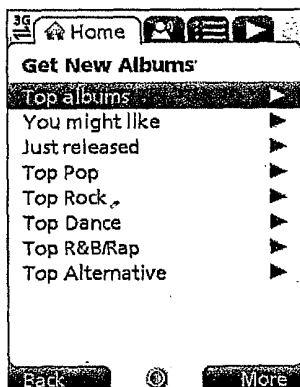 3G
Home
Get New Albums
Top albums
You might like
Just released
Top Pop
Top Rock
Top Dance
Top R&B/Rap
Top Alternative
Back More